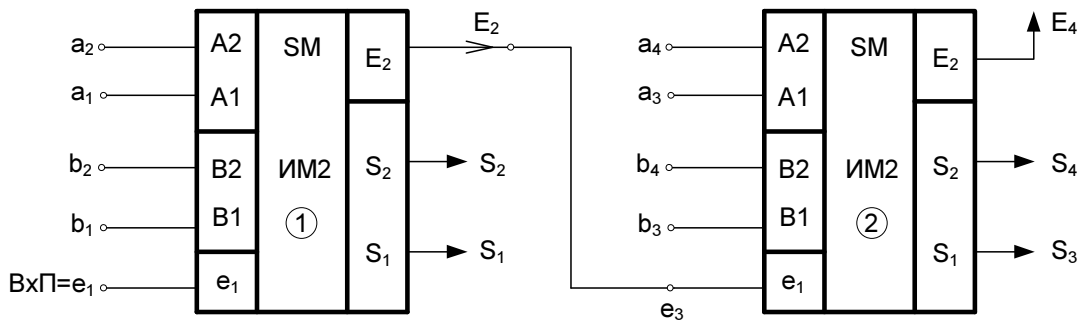 a₂ A2 SM E₂ E₂ a₄ A2 SM E₂ E₄
a₁ A1 a₃ A1
b₂ B2 ИМ2 S₂ S₂ b₄ B2 ИМ2 S₂ S₄
b₁ B1 1 S₁ S₁ b₃ B1 2 S₁ S₃
ВхП=e₁ e₁ e₃ e₁